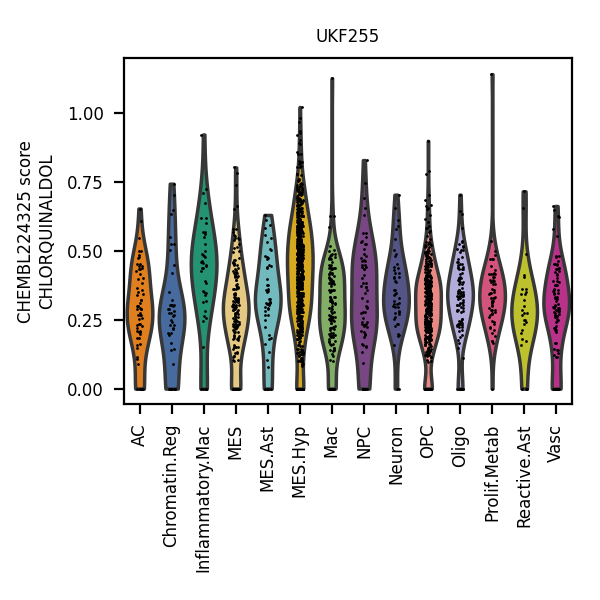 UKF255
CHEMBL224325 score
CHLORQUINALDOL
1.00
0.75
0.50
0.25
0.00
AC
Chromatin.Reg
Inflammatory.Mac
MES
MES.Ast
MES.Hyp
Mac
NPC
Neuron
OPC
Oligo
Prolif.Metab
Reactive.Ast
Vasc